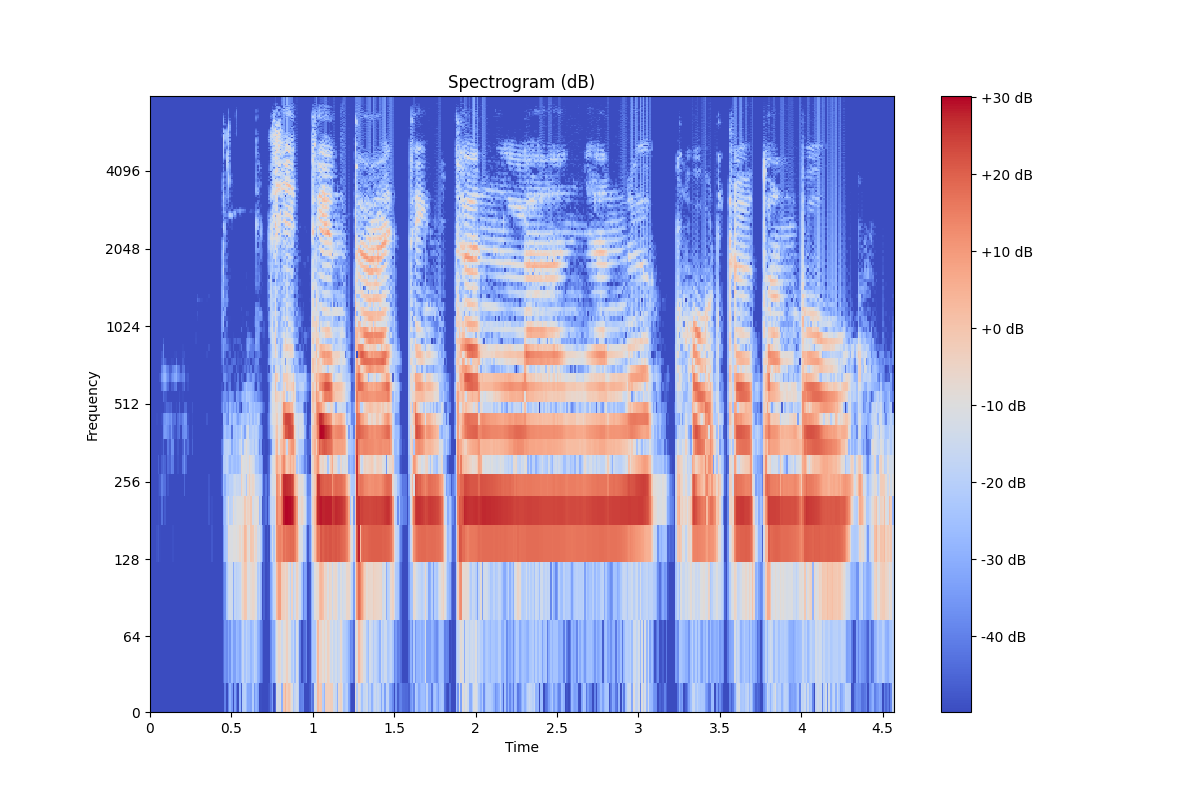 Spectrogram (dB)
+30 dB
+20 dB
+10 dB
+0 dB
-10 dB
-20 dB
-30 dB
-40 dB
Frequency
4096
2048
1024
512
256
128
64
0
0 0.5 1 1.5 2 2.5 3 3.5 4 4.5
Time